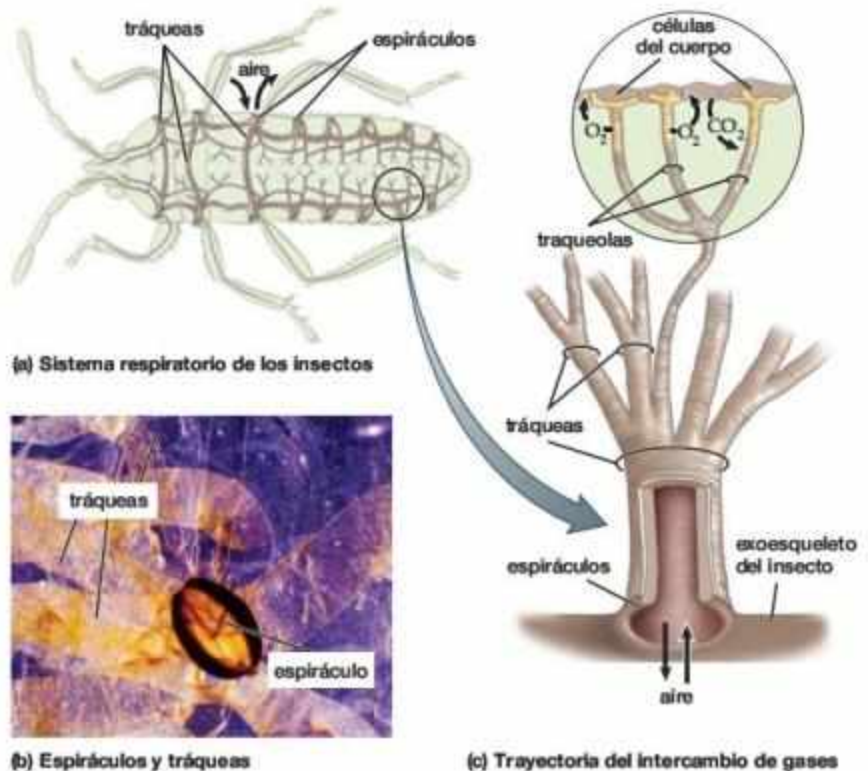 tráqueas
espiráculos
aire
(a) Sistema respiratorio de los insectos
tráqueas
espiráculo
(b) Espiráculos y tráqueas
células
del cuerpo
O2
O2
CO2
traqueolas
tráqueas
espiráculos
exoesqueleto
del insecto
aire
(c) Trayectoria del intercambio de gases